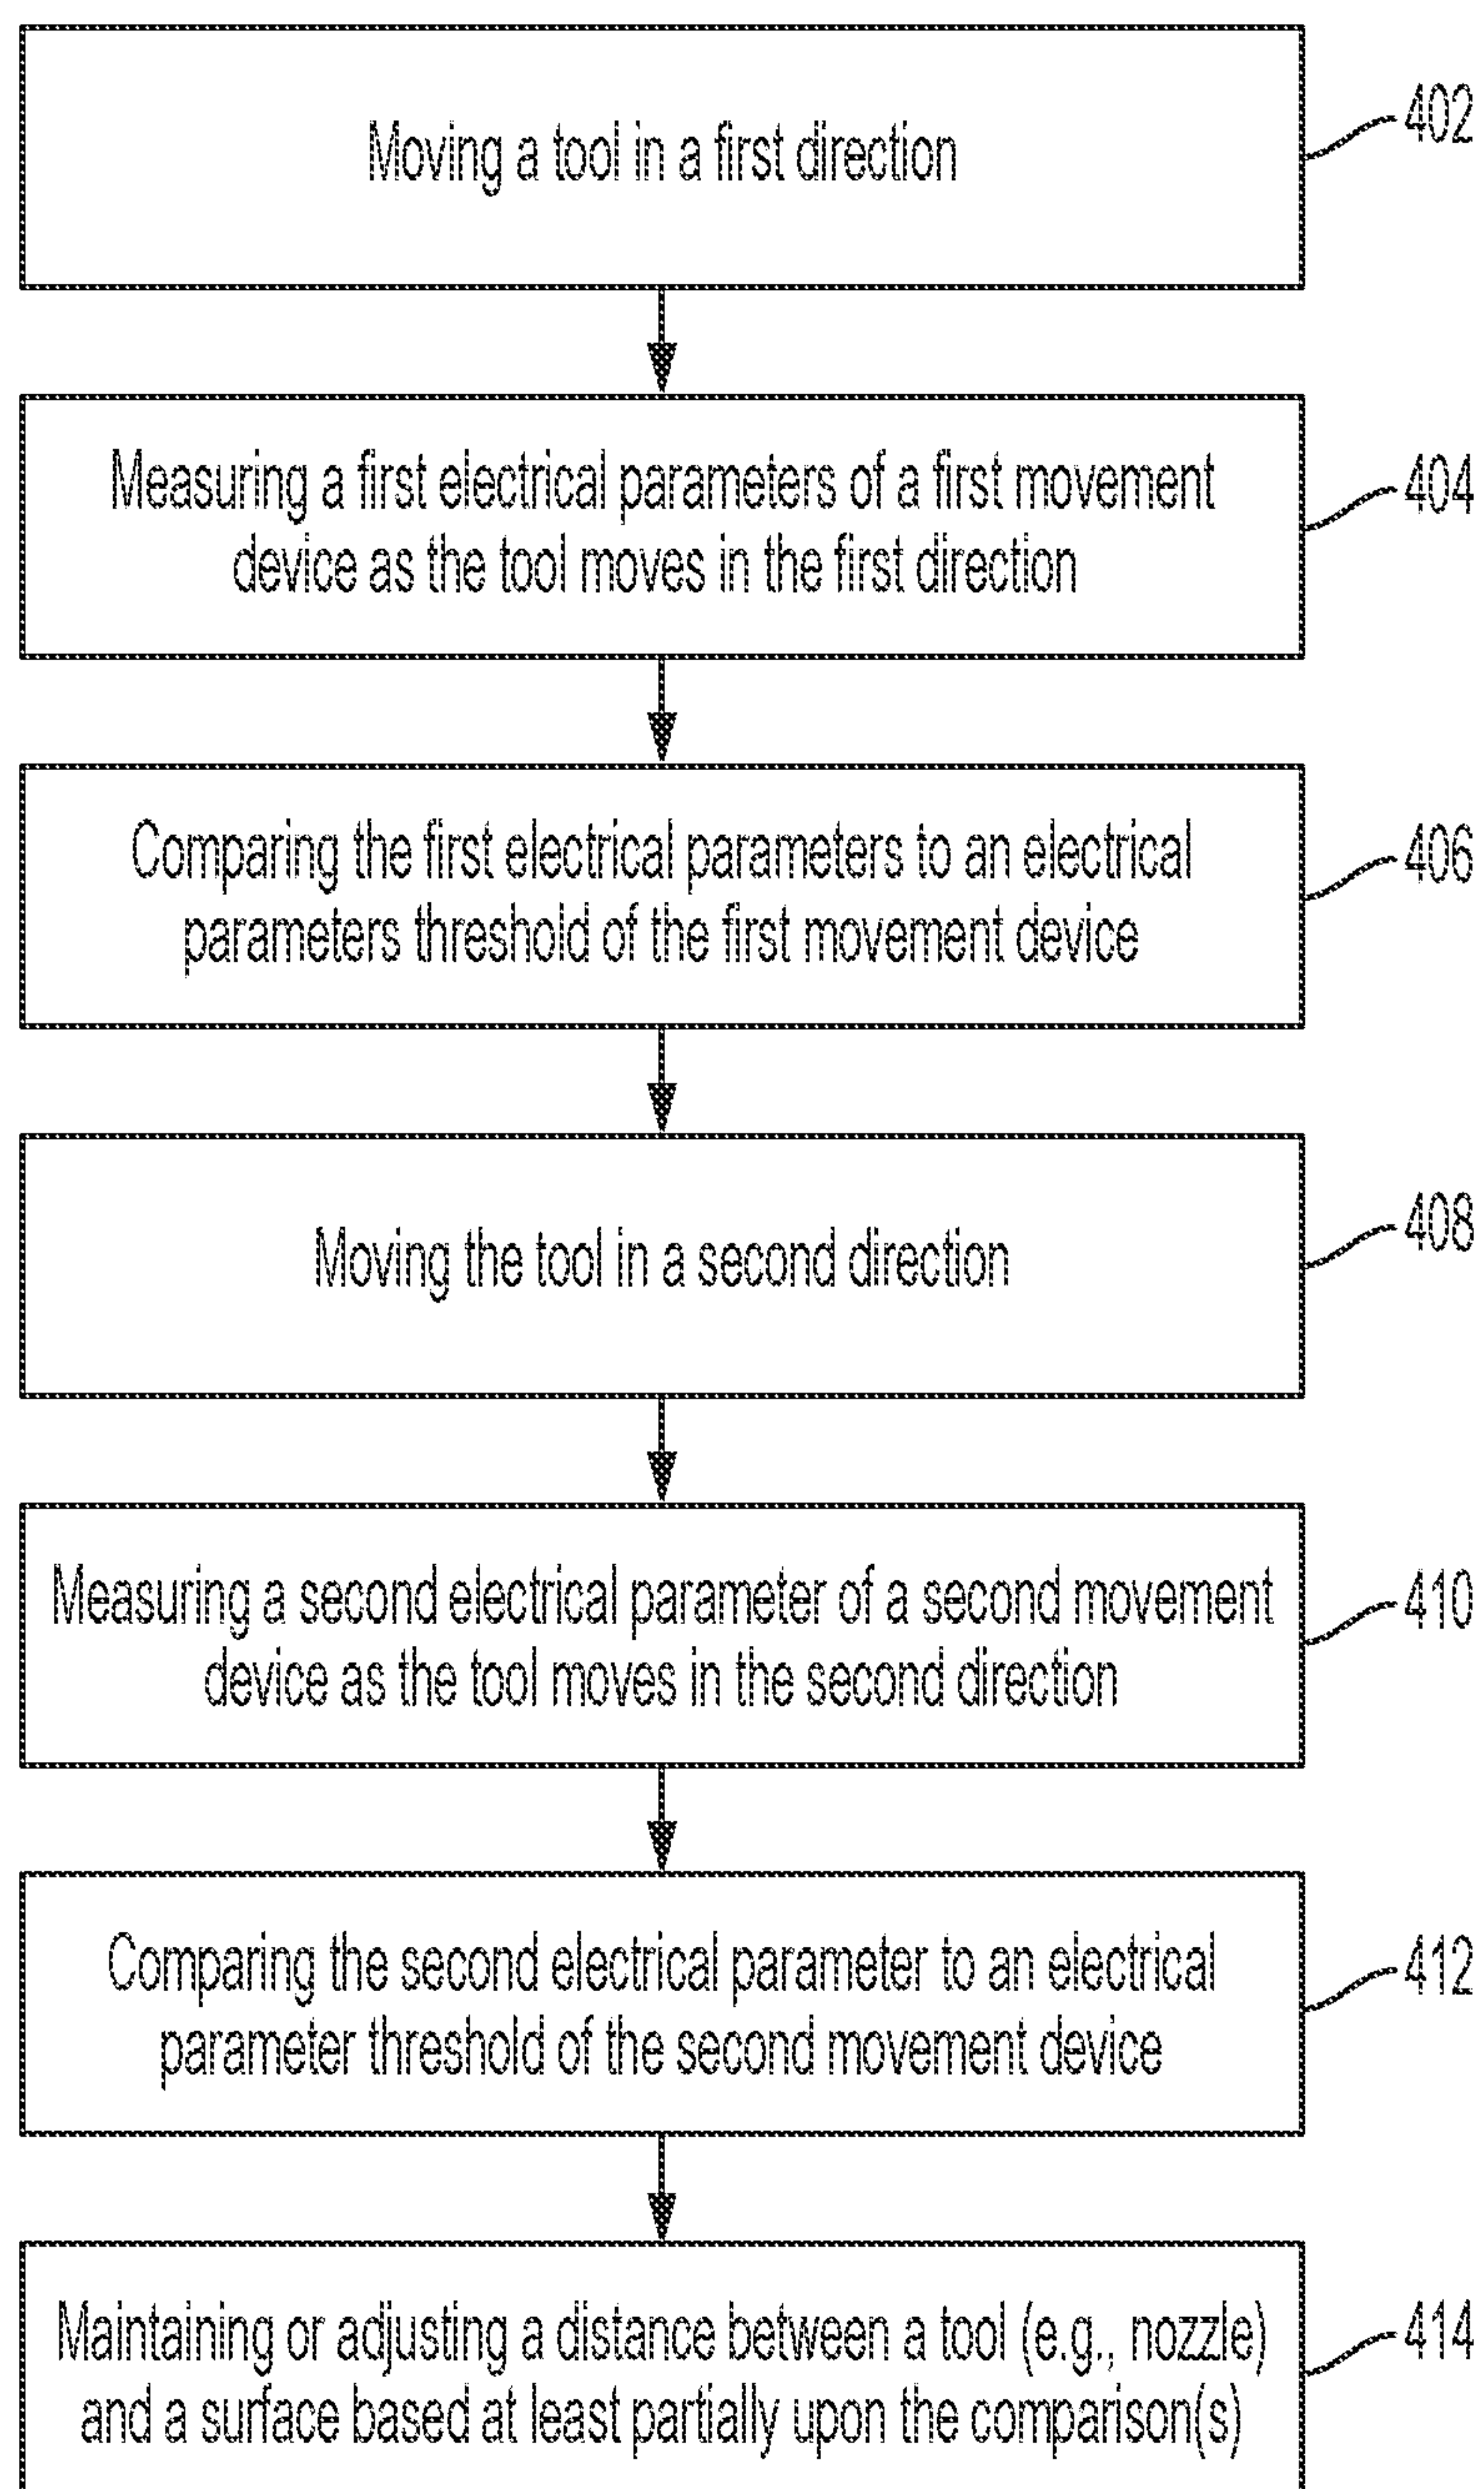 Moving a tool in a first direction
402
Measuring a first electrical parameters of a first movement
device as the tool moves in the first direction
404
Comparing the first electrical parameters to an electrical
parameters threshold of the first movement device
406
Moving the tool in a second direction
408
Measuring a second electrical parameter of a second movement
device as the tool moves in the second direction
410
Comparing the second electrical parameter to an electrical
parameter threshold of the second movement device
412
Maintaining or adjusting a distance between a tool (e.g., nozzle)
and a surface based at least partially upon the comparison(s)
414